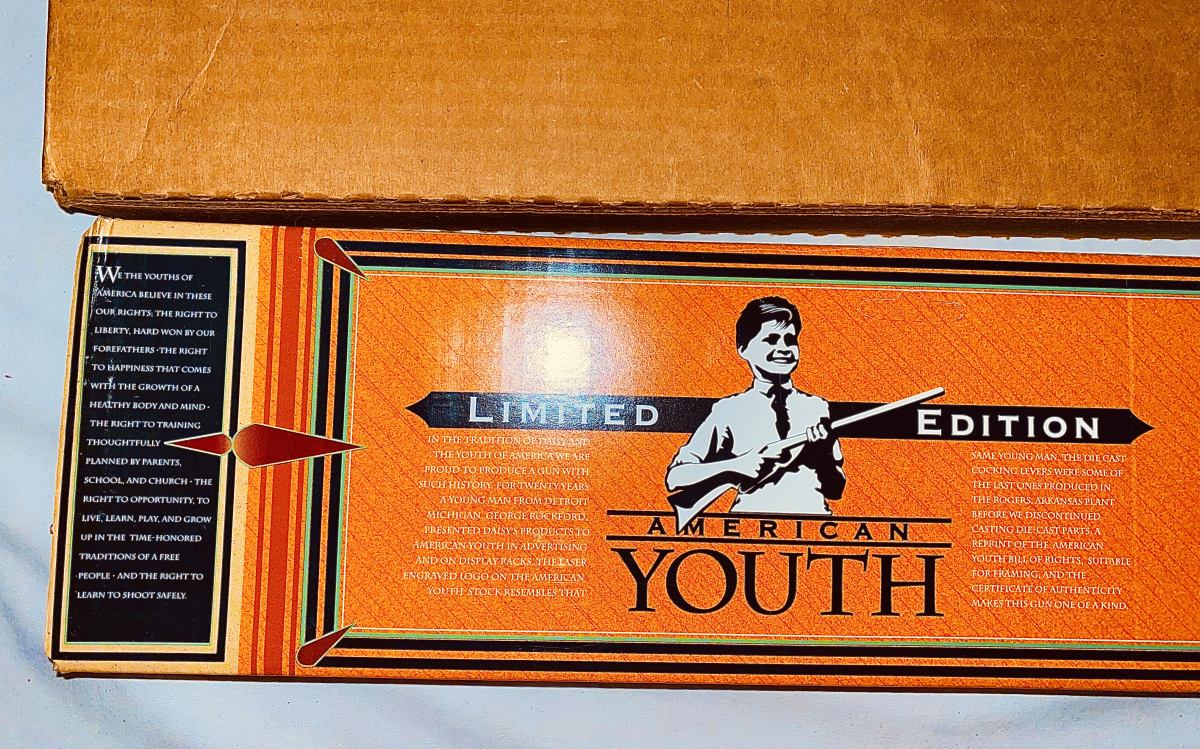 WE THE YOUTHS OF
AMERICA BELIEVE IN THESE
OUR RIGHTS; THE RIGHT TO
LIBERTY, HARD WON BY OUR
FOREFATHERS · THE RIGHT
TO HAPPINESS THAT COMES
WITH THE GROWTH OF A
HEALTHY BODY AND MIND ·
THE RIGHT TO TRAINING
THOUGHTFULLY
PLANNED BY PARENTS,
SCHOOL, AND CHURCH · THE
RIGHT TO OPPORTUNITY, TO
LIVE, LEARN, PLAY, AND GROW
UP IN THE TIME-HONORED
TRADITIONS OF A FREE
PEOPLE · AND THE RIGHT TO
LEARN TO SHOOT SAFELY.
LIMITED EDITION
IN THE TRADITION OF DAISY AND
THE YOUTH OF AMERICA WE ARE
PROUD TO PRODUCE A GUN WITH
SUCH HISTORY. FOR TWENTY YEARS
A YOUNG MAN FROM DETROIT
MICHIGAN, GEORGE ROCKFORD,
PRESENTED DAISY'S PRODUCTS TO
AMERICAN YOUTH IN ADVERTISING
AND ON DISPLAY RACKS. THE LASER
ENGRAVED LOGO ON THE AMERICAN
YOUTH STOCK RESEMBLES THAT
AMERICAN
YOUTH
SAME YOUNG MAN. THE DIE CAST
COCKING LEVERS WERE SOME OF
THE LAST ONES PRODUCED IN
THE ROGERS, ARKANSAS PLANT
BEFORE WE DISCONTINUED
CASTING DIE-CAST PARTS. A
REPRINT OF THE AMERICAN
YOUTH BILL OF RIGHTS, SUITABLE
FOR FRAMING, AND THE
CERTIFICATE OF AUTHENTICITY
MAKES THIS GUN ONE OF A KIND.